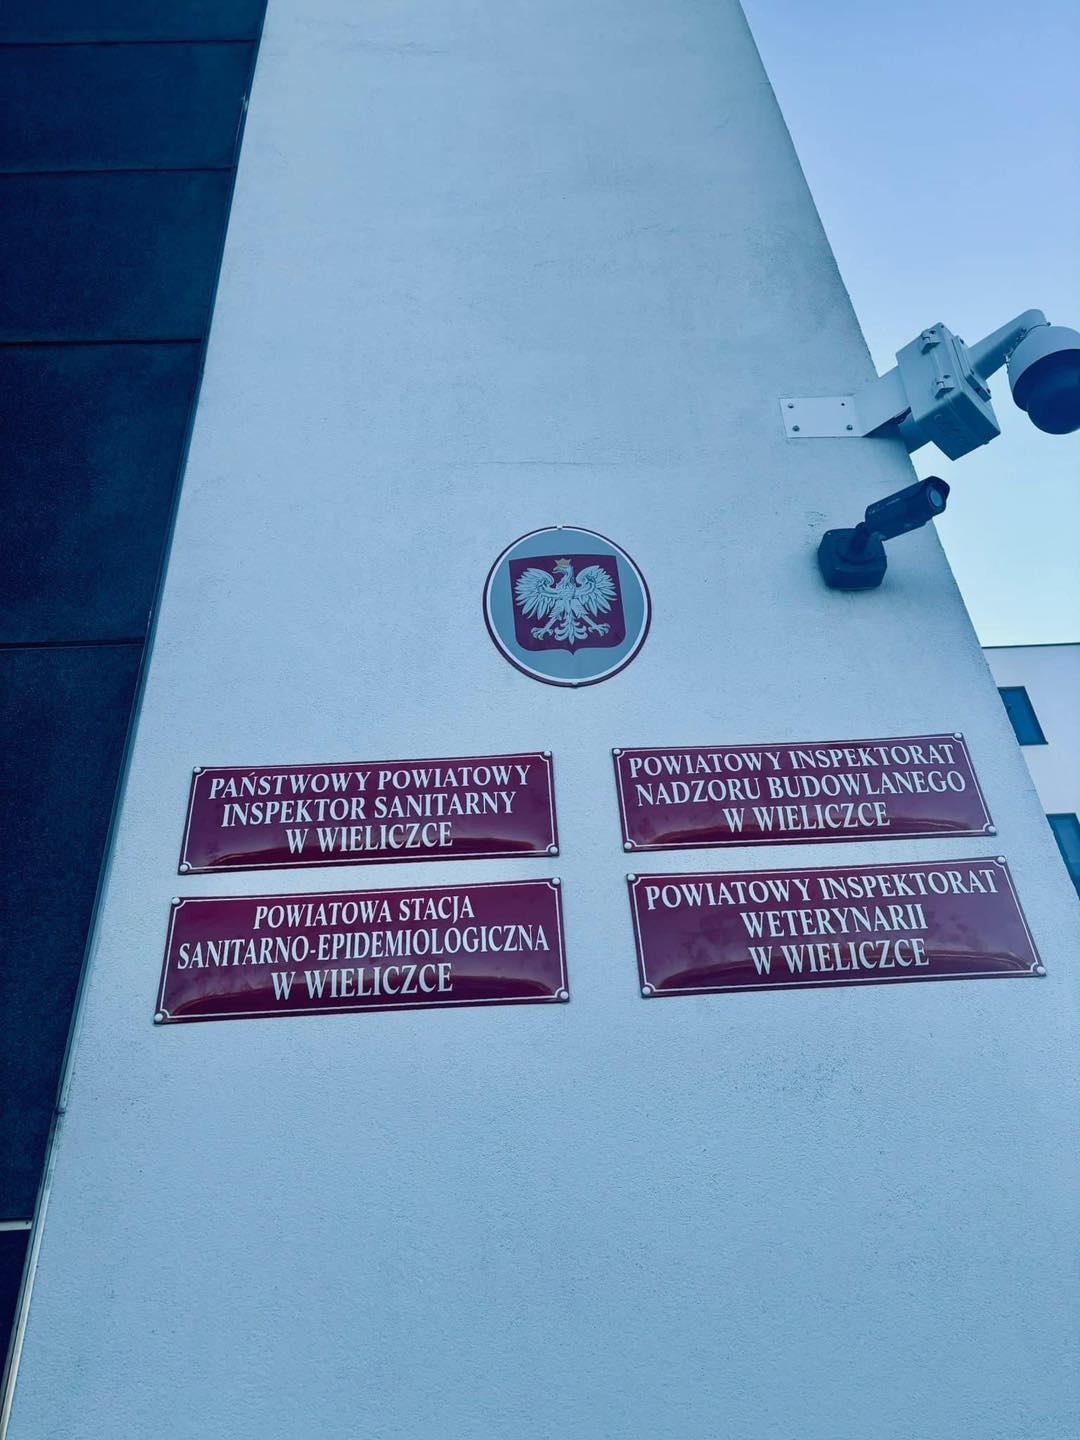 PAŃSTWOWY POWIATOWY
INSPEKTOR SANITARNY
W WIELICZCE
POWIATOWA STACJA
SANITARNO-EPIDEMIOLOGICZNA
W WIELICZCE
POWIATOWY INSPEKTORAT
NADZORU BUDOWLANEGO
W WIELICZCE
POWIATOWY INSPEKTORAT
WETERYNARII
W WIELICZCE